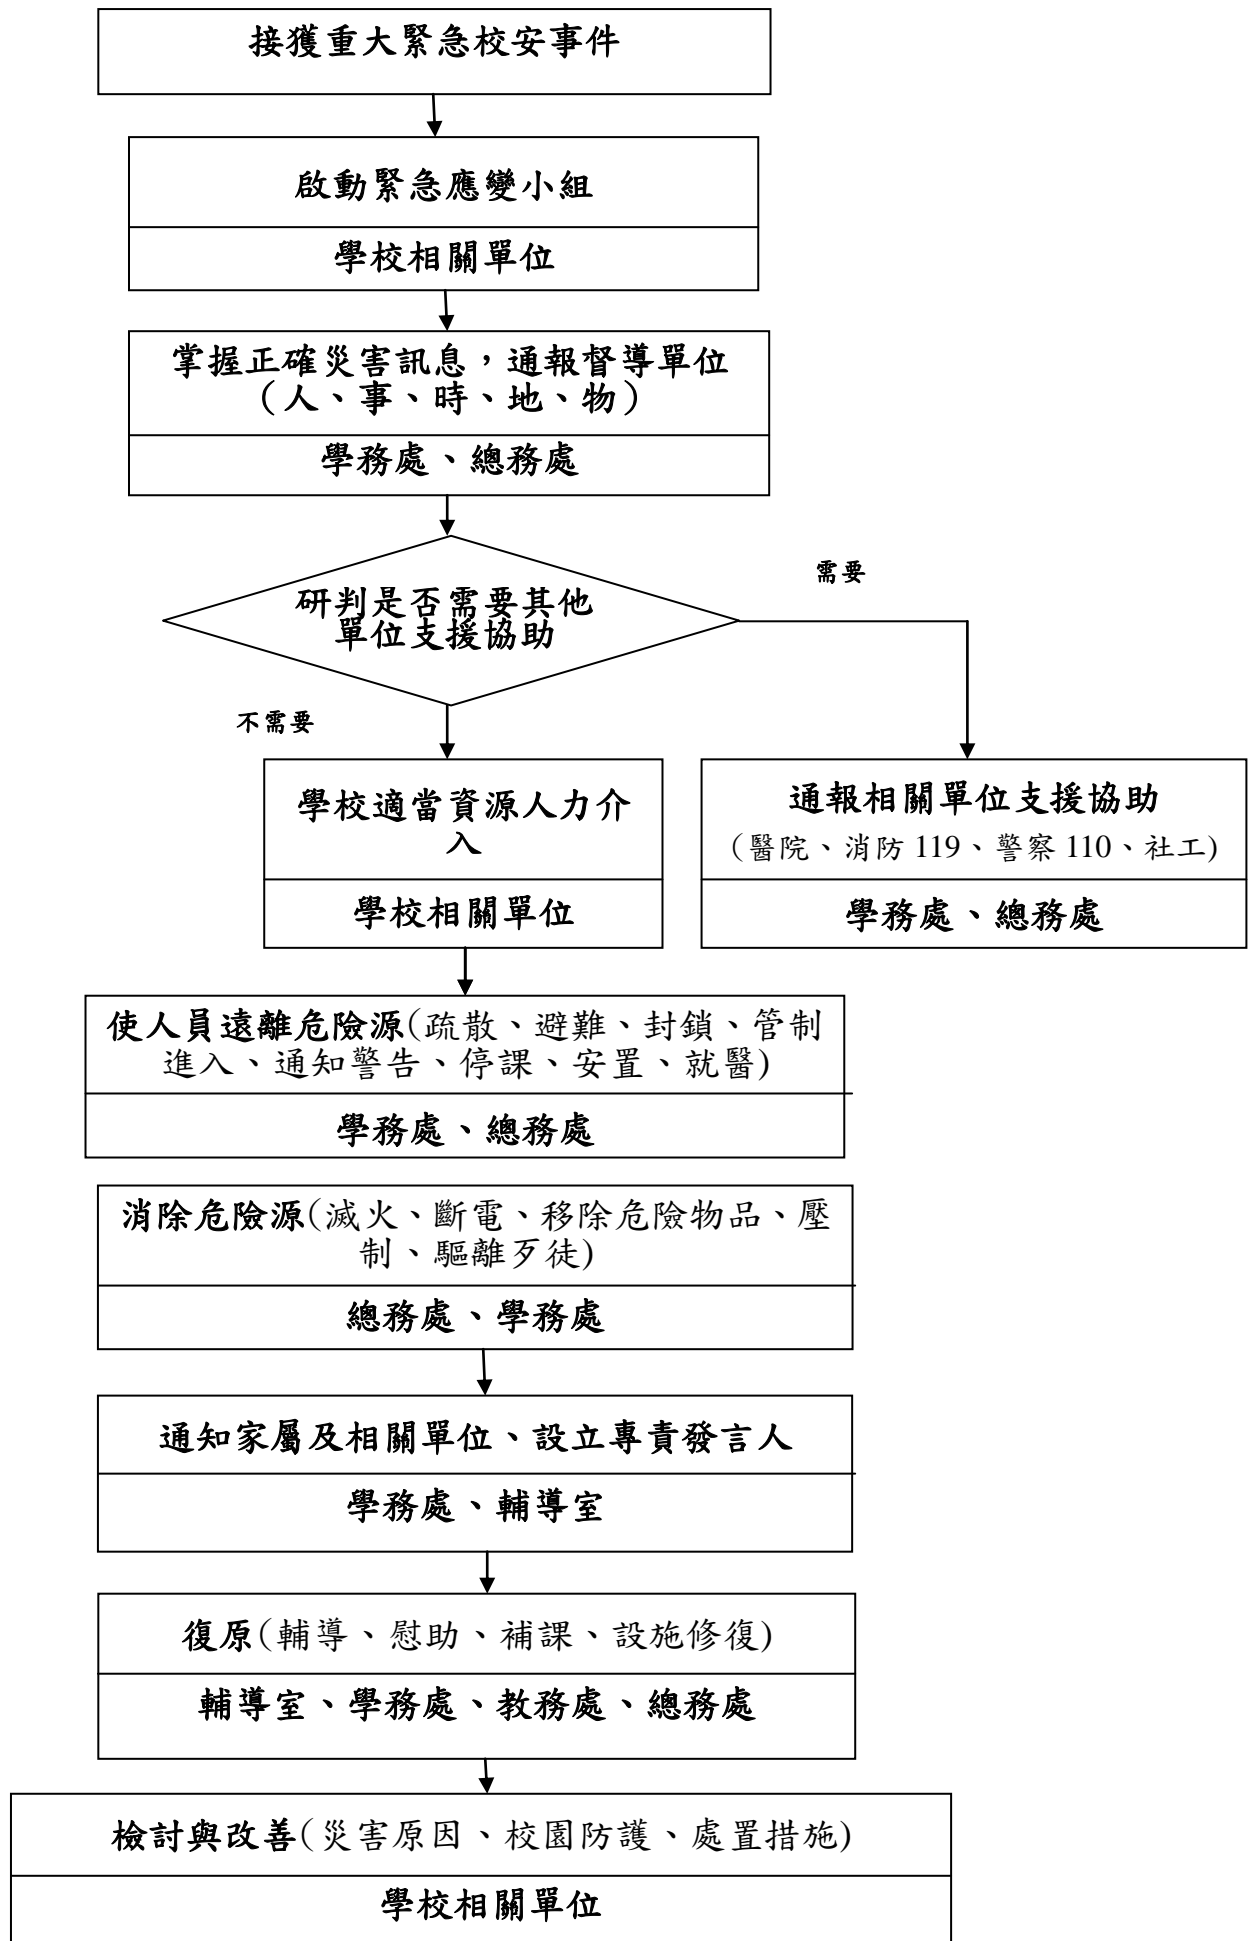 接獲重大緊急校安事件
啟動緊急應變小組
學校相關單位
掌握正確災害訊息,通報督導單位
(人、事、時、地、物)
學務處、總務處
需要
研判是否需要其他
單位支援協助
不需要
學校適當資源人力介
入
學校相關單位
通報相關單位支援協助
(醫院、消防 119、警察 110、社工)
學務處、總務處
使人員遠離危險源(疏散、避難、封鎖、管制
進入、通知警告、停課、安置、就醫)
學務處、總務處
消除危險源(滅火、斷電、移除危險物品、壓
制、驅離歹徒)
總務處、學務處
通知家屬及相關單位、設立專責發言人
學務處、輔導室
復原(輔導、慰助、補課、設施修復)
輔導室、學務處、教務處、總務處
檢討與改善(災害原因、校園防護、處置措施)
學校相關單位